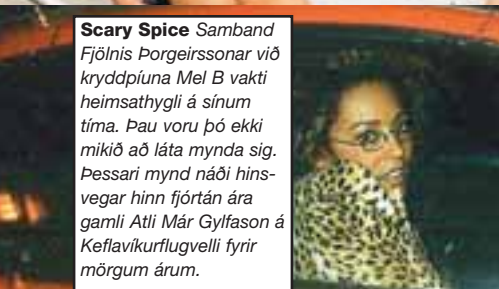 Scary Spice Samband
Fjölnis Þorgeirssonar við
kryddpíuna Mel B vakti
heimsathygli á sínum
tíma. Þau voru þó ekki
mikið að láta mynda sig.
Þessari mynd náði hins-
vegar hinn fjórtán ára
gamli Atli Már Gylfason á
Keflavíkurflugvelli fyrir
mörgum árum.